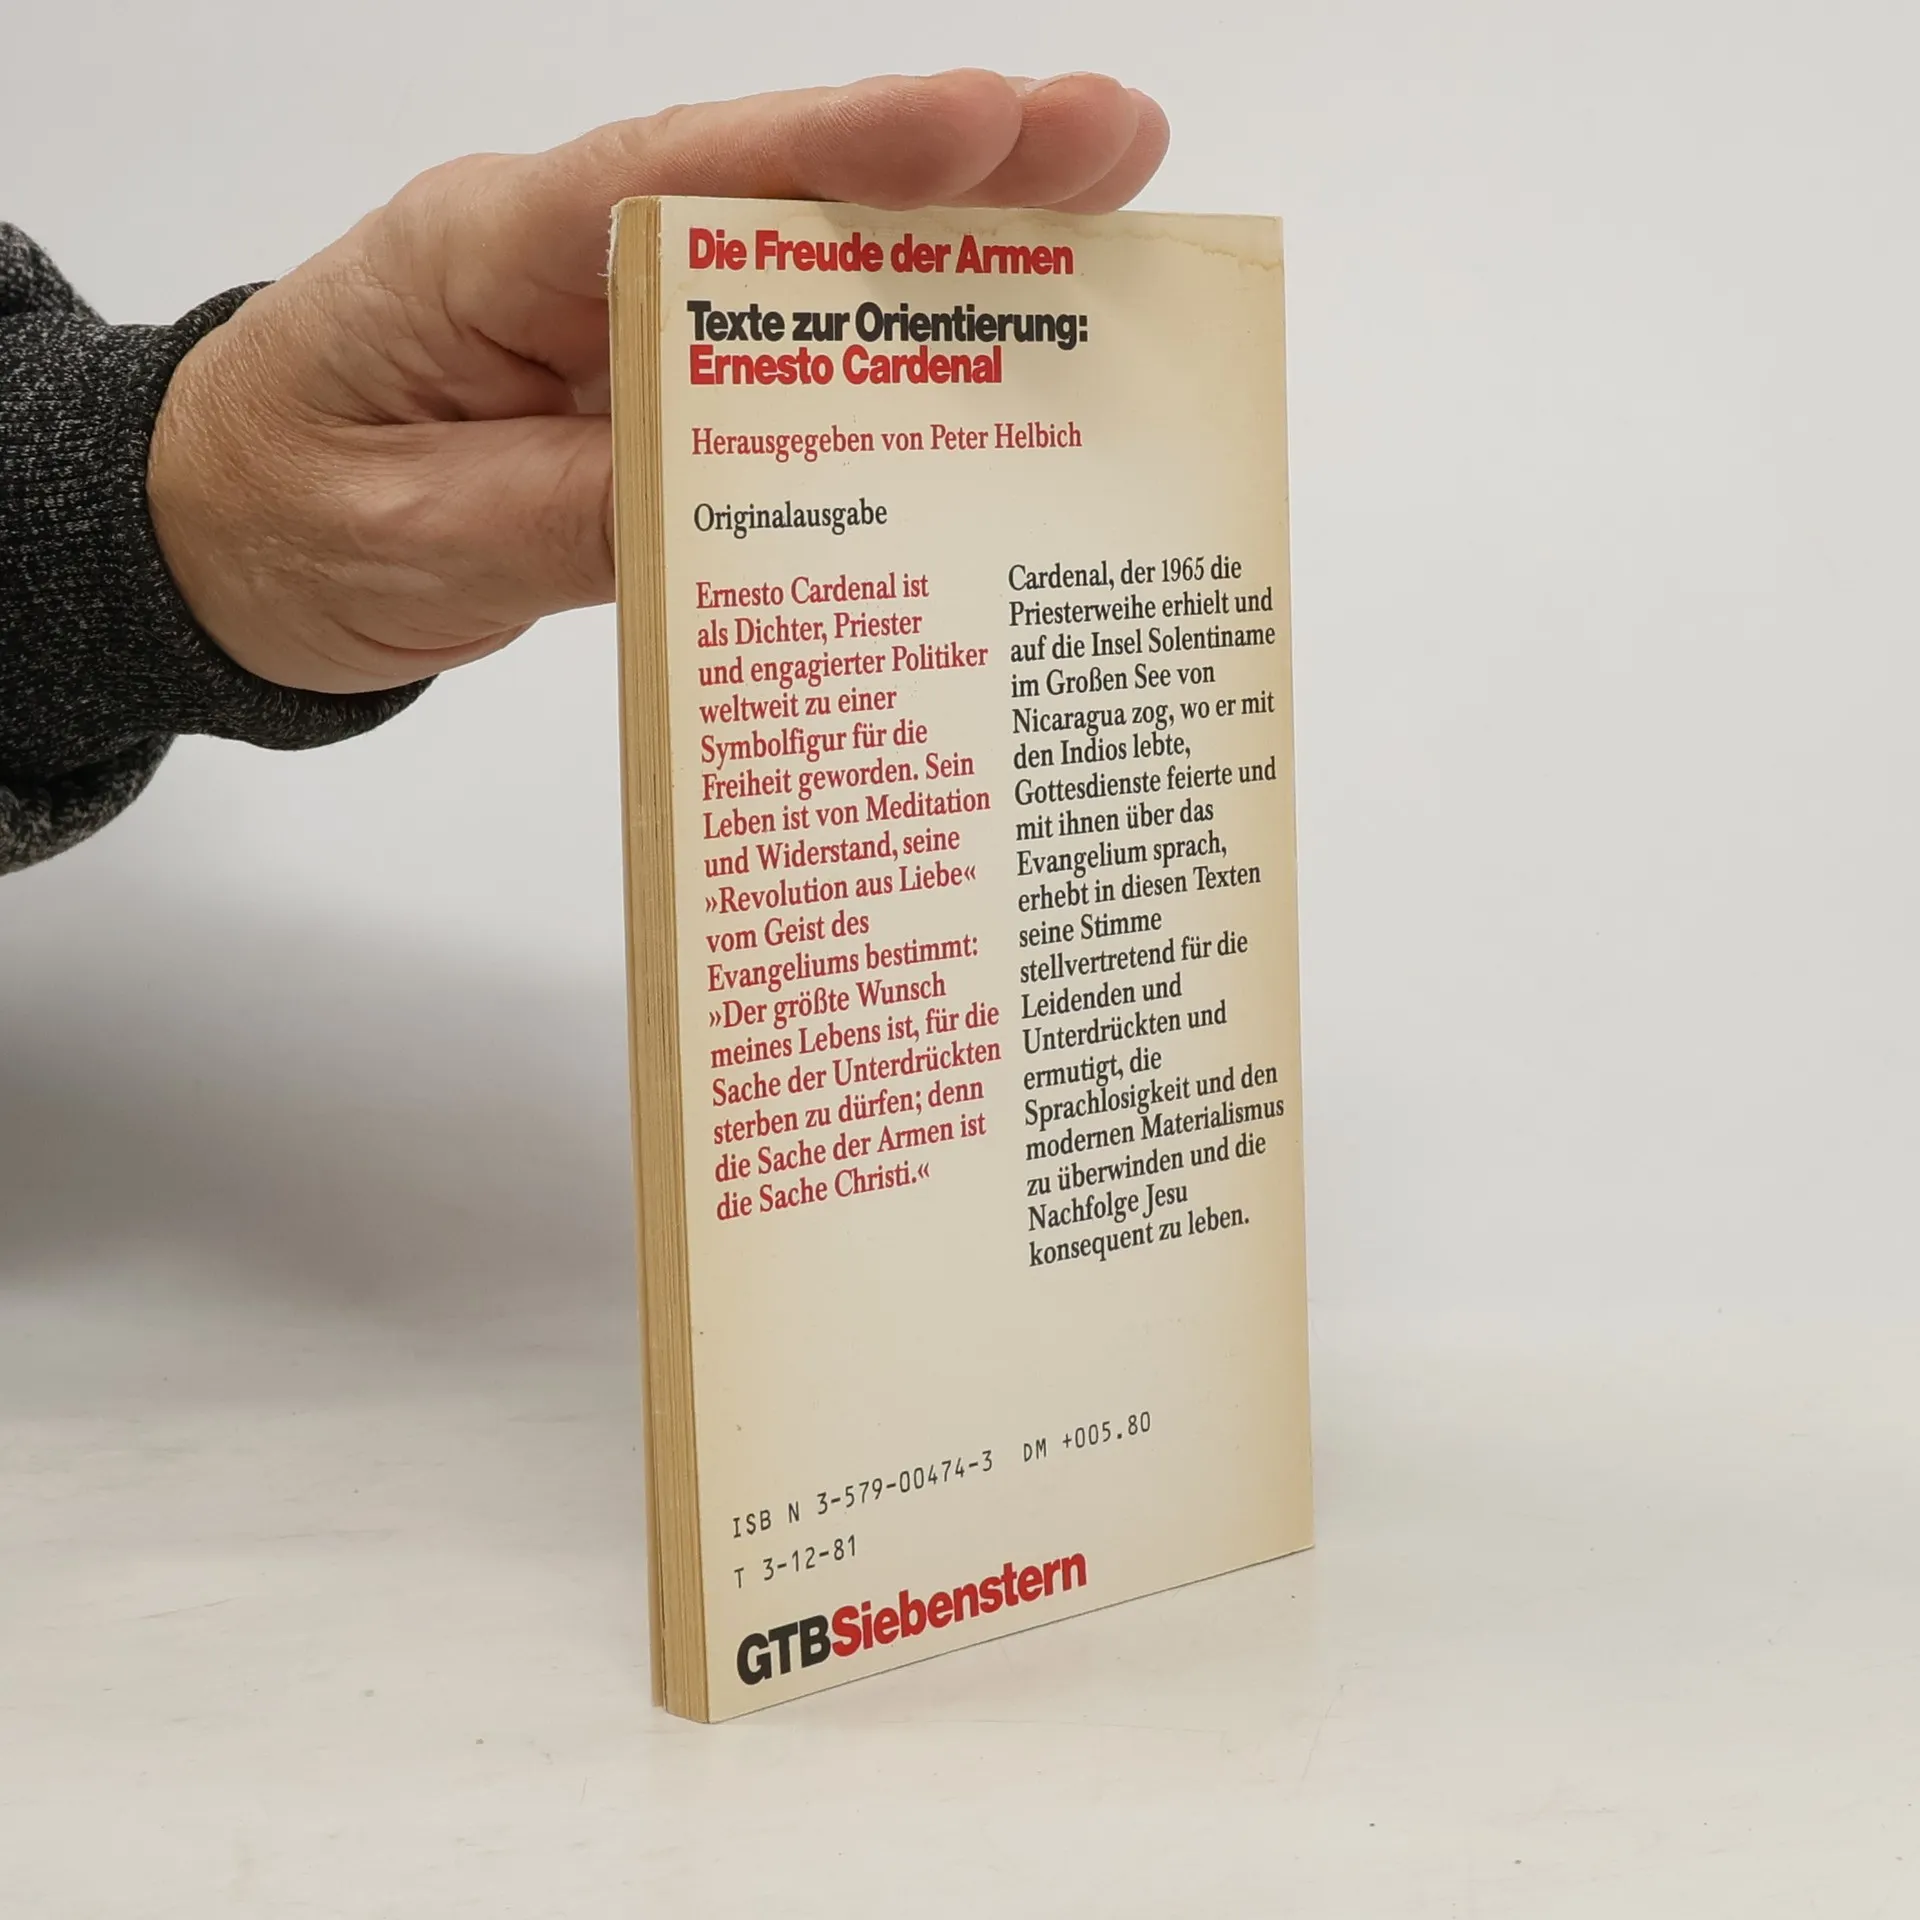 Die Freude der Armen
Texte zur Orientierung:
Ernesto Cardenal
Herausgegeben von Peter Helbich
Originalausgabe
Ernesto Cardenal ist
als Dichter, Priester
und engagierter Politiker
weltweit zu einer
Symbolfigur für die
Freiheit geworden. Sein
Leben ist von Meditation
und Widerstand, seine
»Revolution aus Liebe«
vom Geist des
Evangeliums bestimmt:
»Der größte Wunsch
meines Lebens ist, für die
Sache der Unterdrückten
sterben zu dürfen; denn
die Sache der Armen ist
die Sache Christi.«
Cardenal, der 1965 die
Priesterweihe erhielt und
auf die Insel Solentiname
im Großen See von
Nicaragua zog, wo er mit
den Indios lebte,
Gottesdienste feierte und
mit ihnen über das
Evangelium sprach,
erhebt in diesen Texten
seine Stimme
stellvertretend für die
Leidenden und
Unterdrückten und
ermutigt, die
Sprachlosigkeit und den
modernen Materialismus
zu überwinden und die
Nachfolge Jesu
konsequent zu leben.
ISB N 3-579-00474-3 DM +005.80
T 3-12-81
GTBSiebenstern